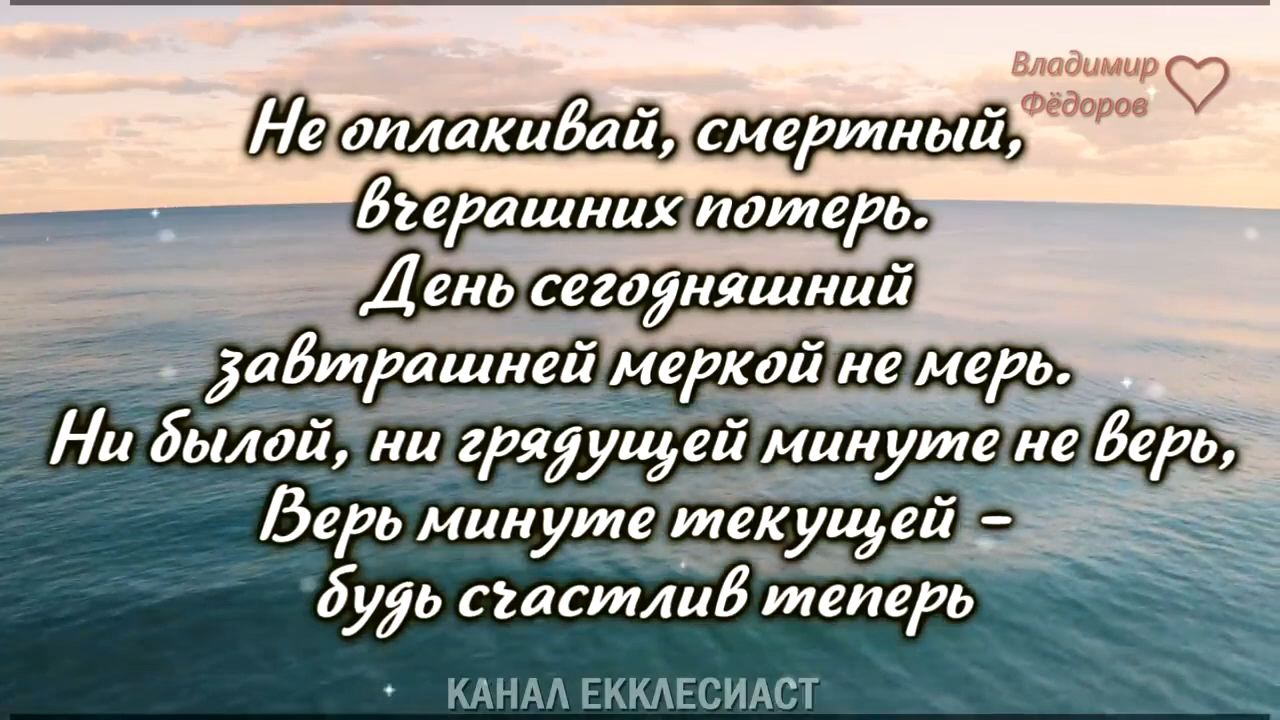 Владимир
Фёдоров
Не оплакивай, смертный,
вчерашних потерь.
День сегодняшний
завтрашней меркой не мерь.
Ни былой, ни грядущей минуте не верь,
Верь минуте текущей –
будь счастлив теперь
КАНАЛ ЕККЛЕСИАСТ